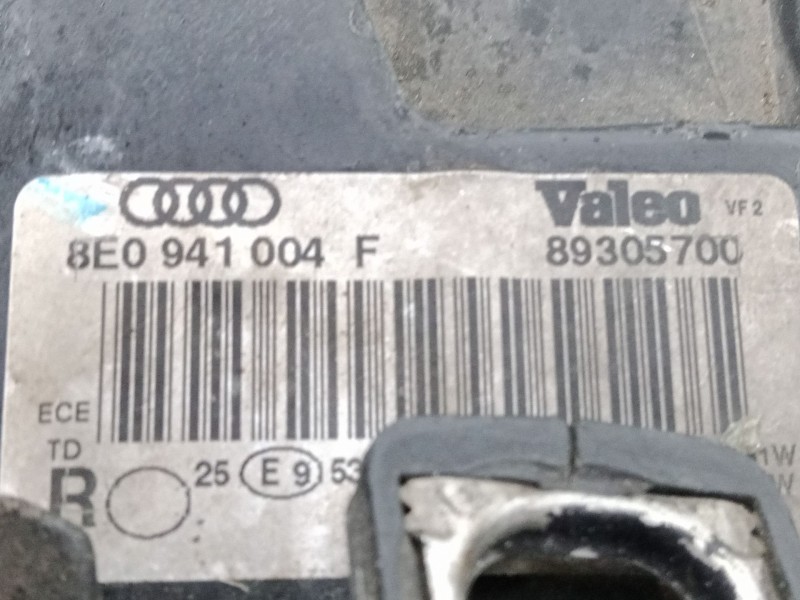 Valeo VF2
8E0 941 004 F 89305700
ECE
TD
R
25 E 9 53